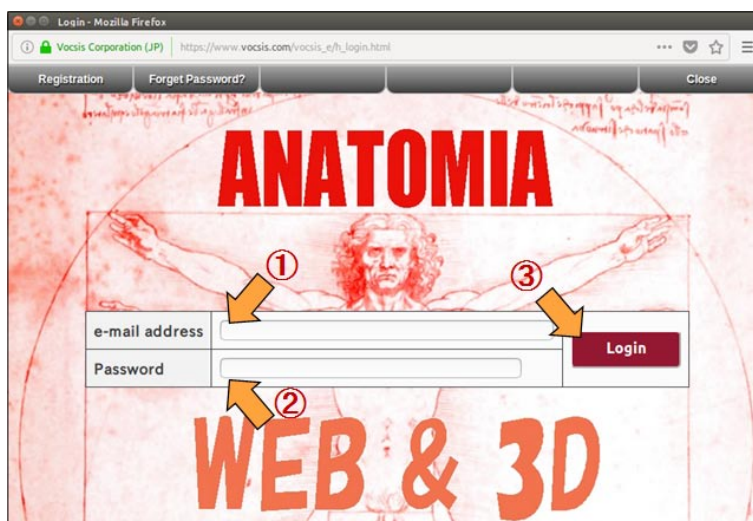 Login - Mozilla Firefox
Vocsis Corporation (JP) https://www.vocsis.com/vocsis_e/h_login.html
Registration Forget Password? Close
ANATOMIA
①
③
e-mail address
Login
Password
②
WEB & 3D